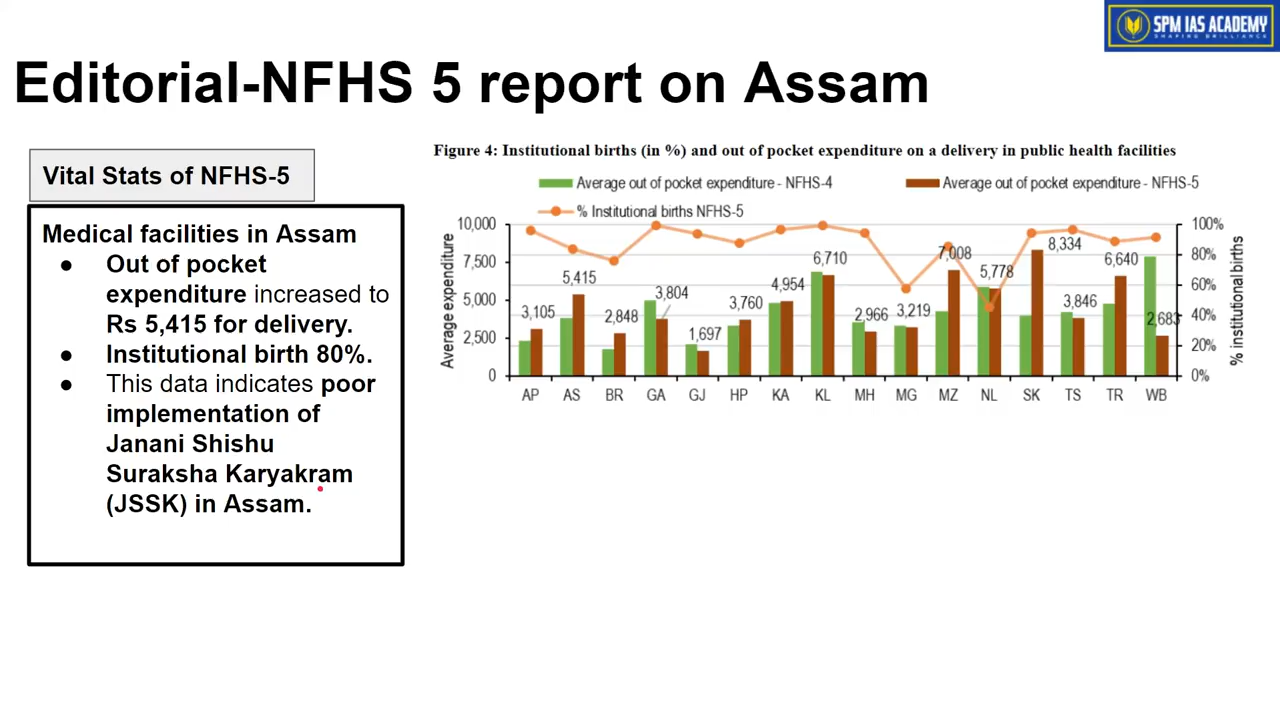 SPM IAS ACADEMY
SHAPING BRILLIANCE
Editorial-NFHS 5 report on Assam
Vital Stats of NFHS-5
Medical facilities in Assam
● Out of pocket
expenditure increased to
Rs 5,415 for delivery.
● Institutional birth 80%.
● This data indicates poor
implementation of
Janani Shishu
Suraksha Karyakram
(JSSK) in Assam.
Figure 4: Institutional births (in %) and out of pocket expenditure on a delivery in public health facilities
Average out of pocket expenditure - NFHS-4
Average out of pocket expenditure - NFHS-5
% Institutional births NFHS-5
Average expenditure
10,000
7,500
5,000
2,500
0
3,105
5,415
2,848
3,804
1,697
3,760
4,954
6,710
2,966
3,219
7,008
5,778
8,334
3,846
6,640
2,683
100%
80%
60%
40%
20%
0%
% institutional births
AP AS BR GA GJ HP KA KL MH MG MZ NL SK TS TR WB